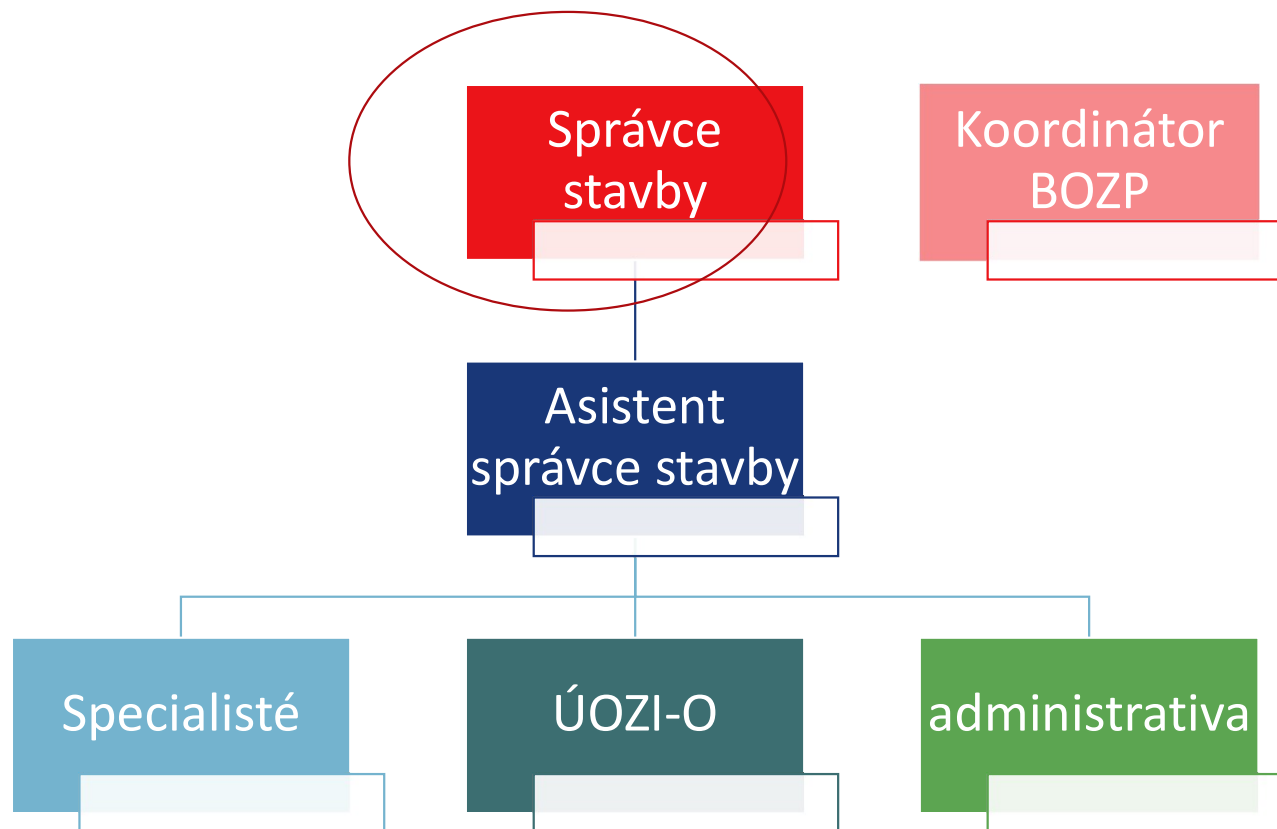 Správce
stavby
Koordinátor
BOZP
Asistent
správce stavby
Specialisté
ÚOZI-O
administrativa